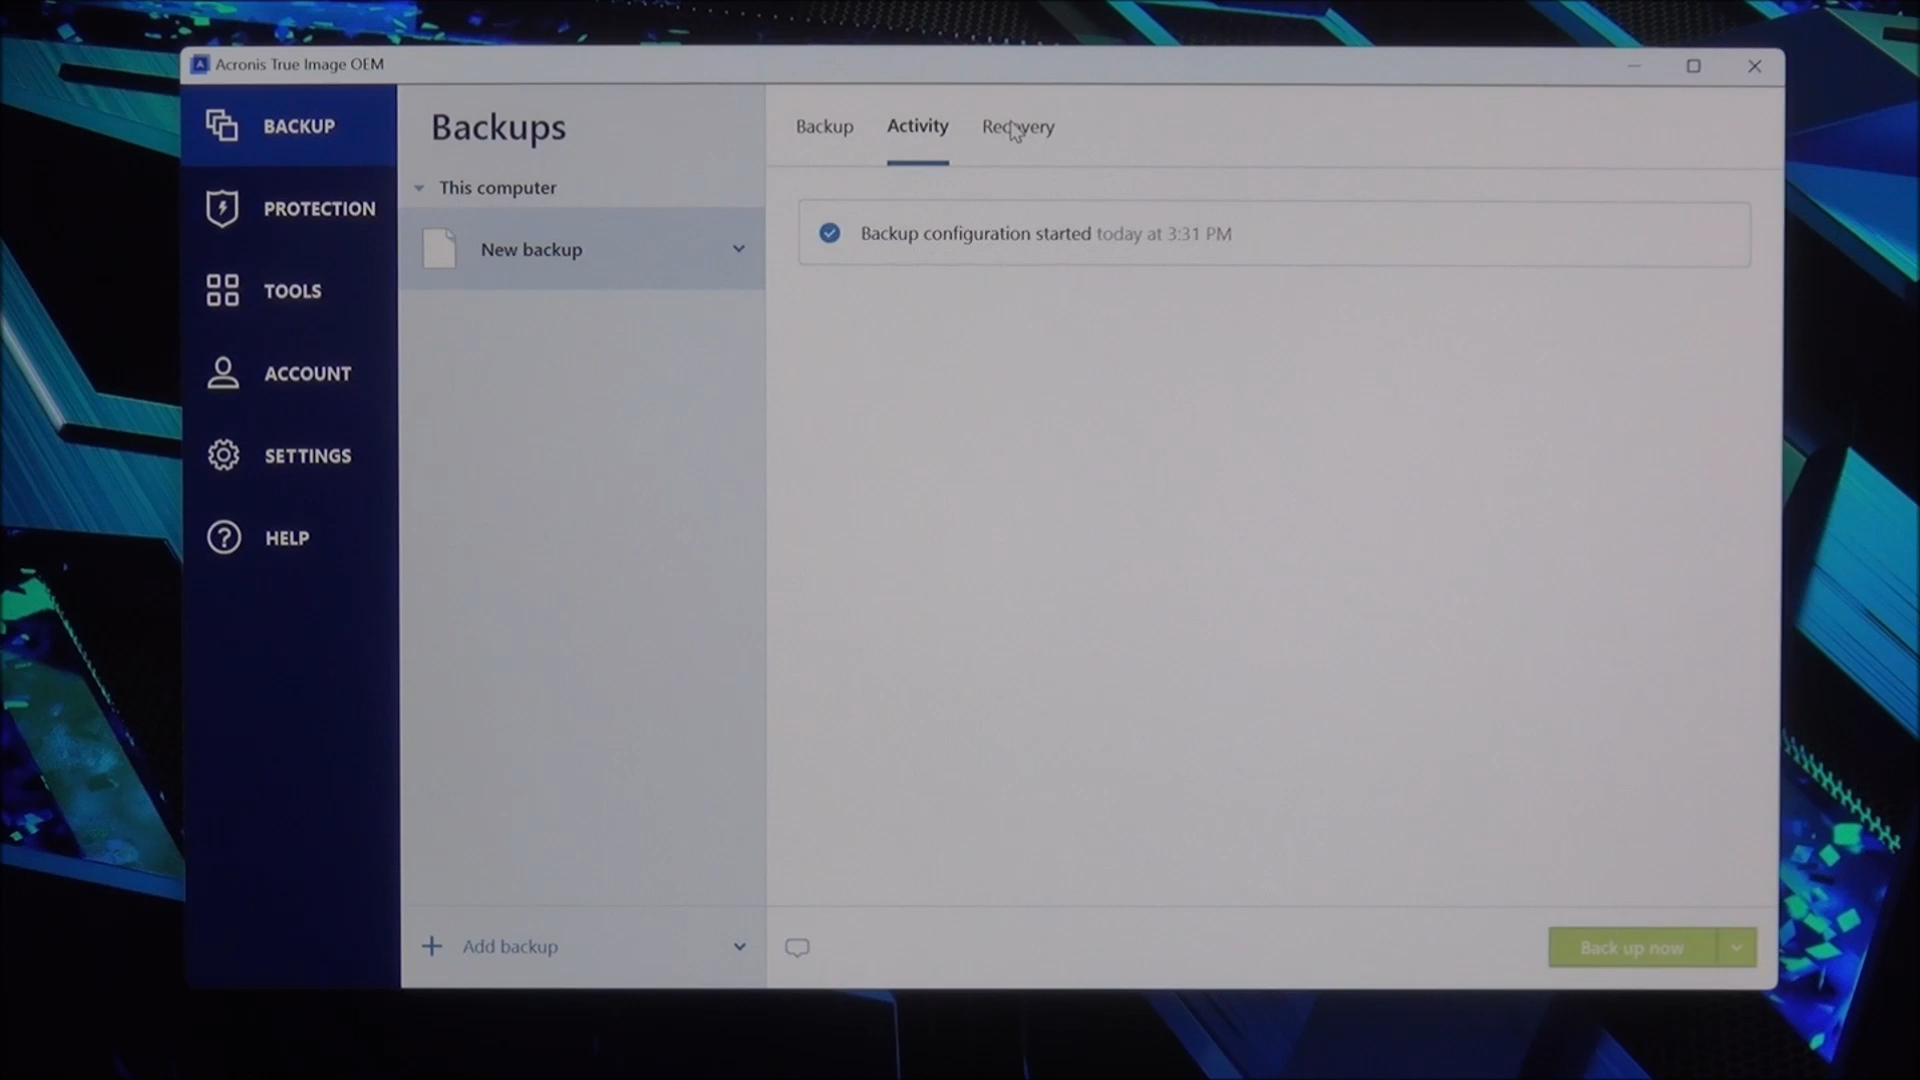 Acronis True Image OEM
BACKUP
PROTECTION
TOOLS
ACCOUNT
SETTINGS
HELP
Backups
This computer
New backup
Add backup
Backup Activity Recovery
Backup configuration started today at 3:31 PM
Back up now